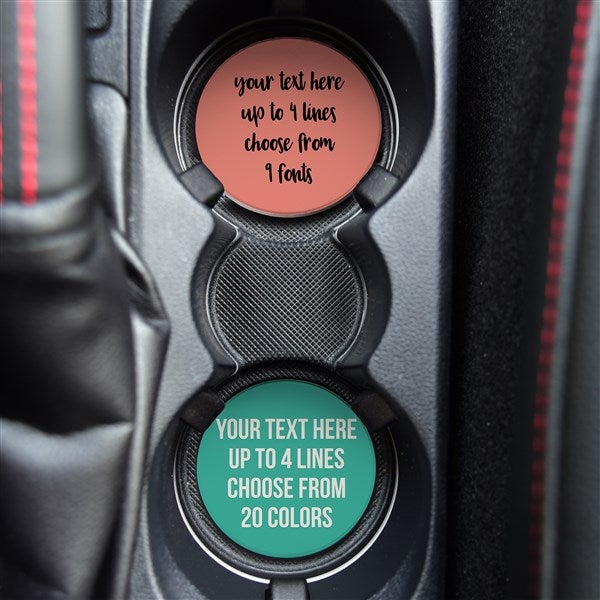 your text here
up to 4 lines
choose from
9 fonts
YOUR TEXT HERE
UP TO 4 LINES
CHOOSE FROM
20 COLORS